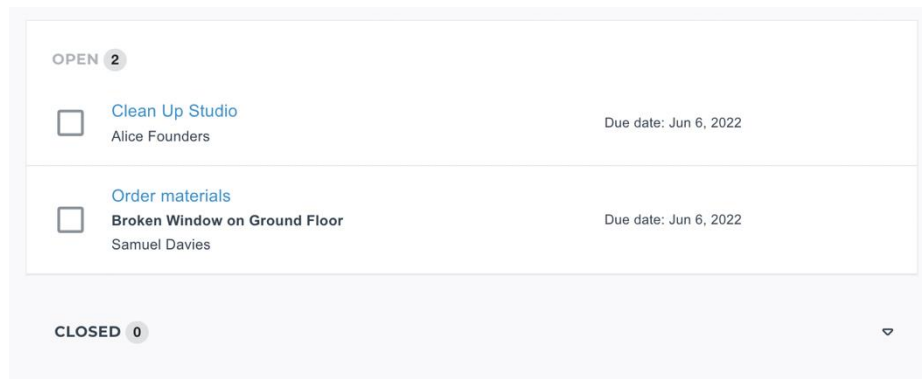 OPEN 2
Clean Up Studio
Alice Founders
Due date: Jun 6, 2022
Order materials
Broken Window on Ground Floor
Samuel Davies
Due date: Jun 6, 2022
CLOSED 0